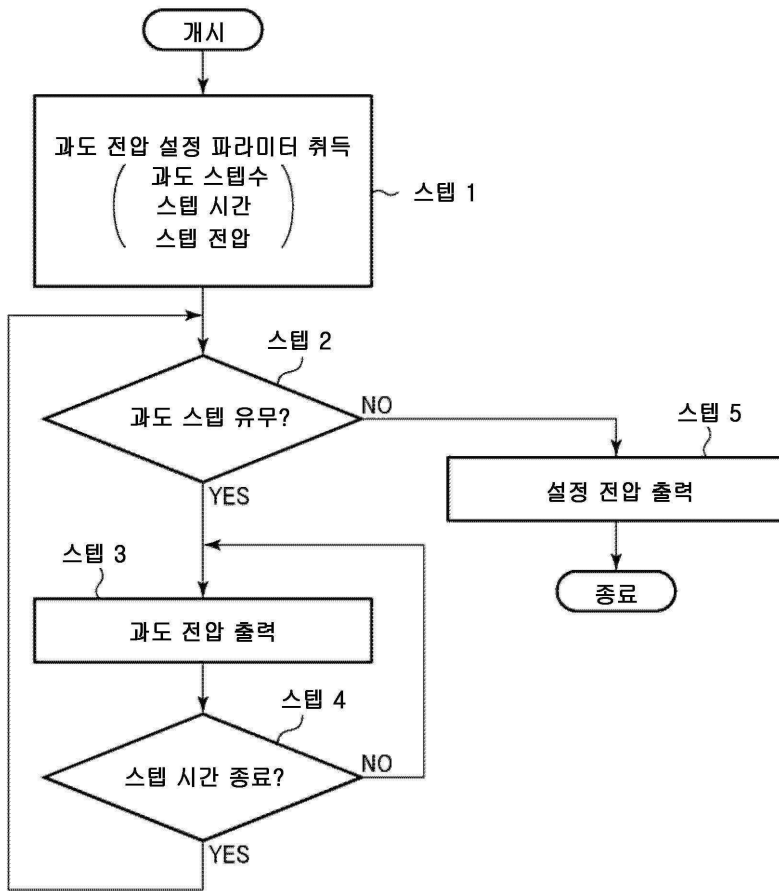 개시
과도 전압 설정 파라미터 취득
과도 스텝수
스텝 시간
스텝 전압
스텝 1
스텝 2
과도 스텝 유무?
NO
YES
스텝 5
설정 전압 출력
종료
스텝 3
과도 전압 출력
스텝 4
스텝 시간 종료?
NO
YES